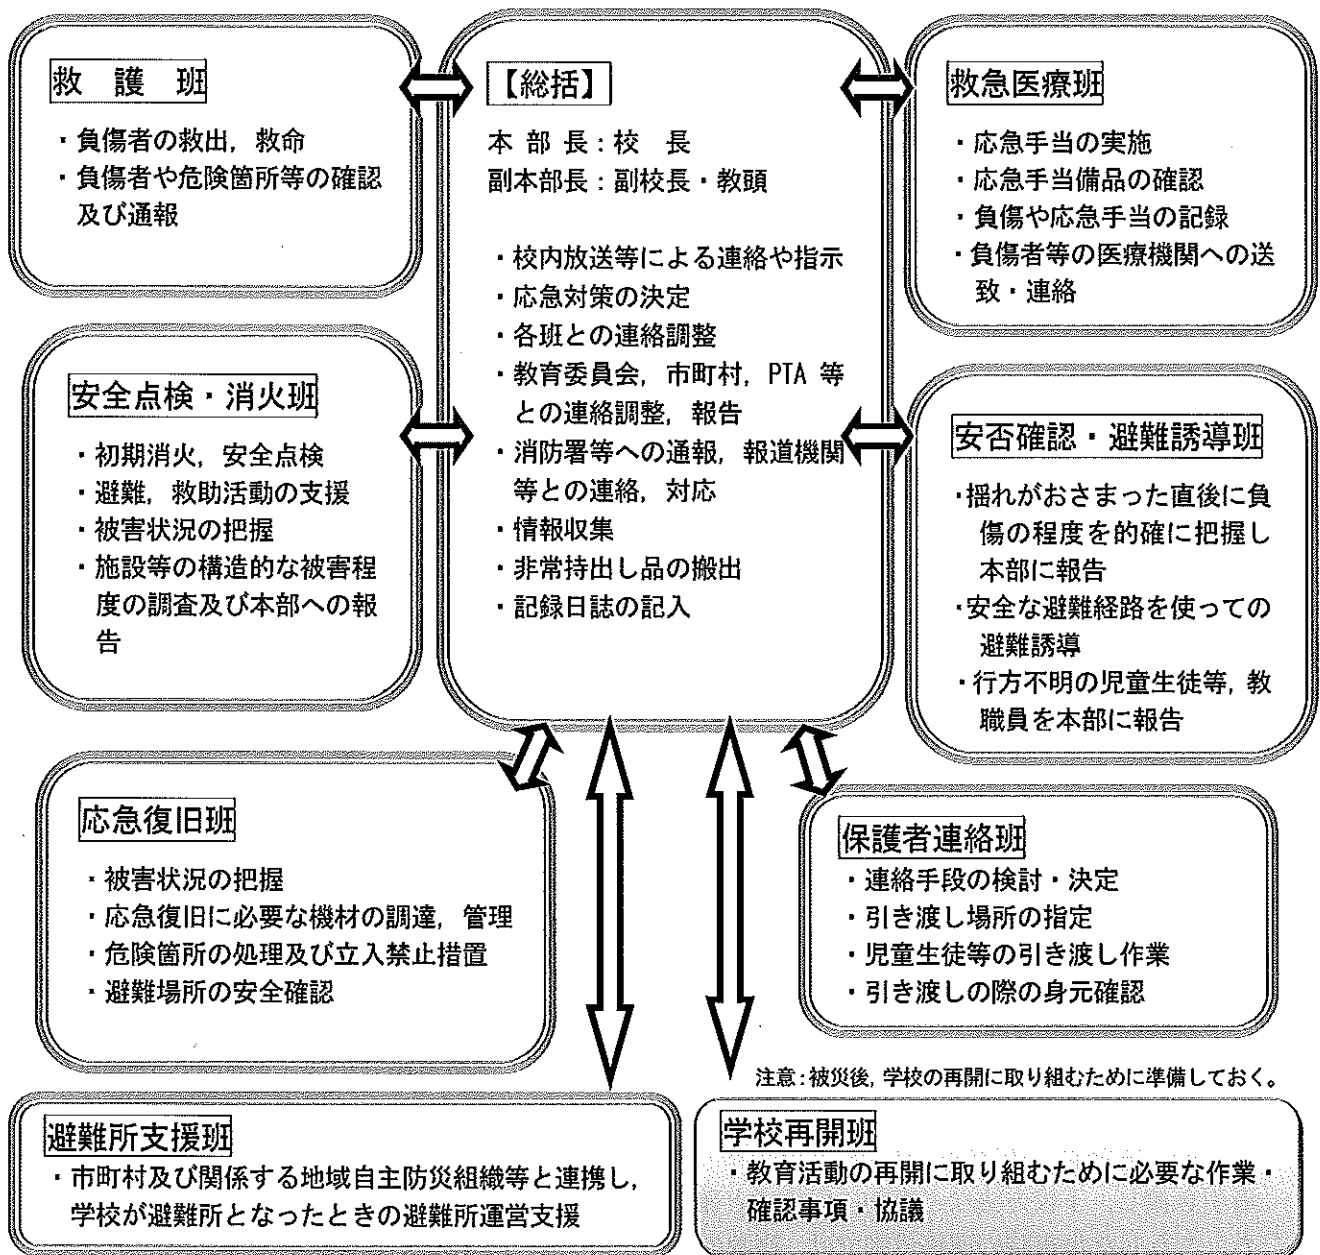 救 護 班
・負傷者の救出，救命
・負傷者や危険箇所等の確認
及び通報
【総括】
本 部 長：校 長
副本部長：副校長・教頭
・校内放送等による連絡や指示
・応急対策の決定
・各班との連絡調整
・教育委員会，市町村，PTA 等
との連絡調整，報告
・消防署等への通報，報道機関
等との連絡，対応
・情報収集
・非常持出し品の搬出
・記録日誌の記入
救急医療班
・応急手当の実施
・応急手当備品の確認
・負傷や応急手当の記録
・負傷者等の医療機関への送
致・連絡
安全点検・消火班
・初期消火，安全点検
・避難，救助活動の支援
・被害状況の把握
・施設等の構造的な被害程
度の調査及び本部への報
告
安否確認・避難誘導班
・揺れがおさまった直後に負
傷の程度を的確に把握し
本部に報告
・安全な避難経路を使っての
避難誘導
・行方不明の児童生徒等，教
職員を本部に報告
応急復旧班
・被害状況の把握
・応急復旧に必要な機材の調達，管理
・危険箇所の処理及び立入禁止措置
・避難場所の安全確認
保護者連絡班
・連絡手段の検討・決定
・引き渡し場所の指定
・児童生徒等の引き渡し作業
・引き渡しの際の身元確認
避難所支援班
・市町村及び関係する地域自主防災組織等と連携し，
学校が避難所となったときの避難所運営支援
注意：被災後，学校の再開に取り組むために準備しておく。
学校再開班
・教育活動の再開に取り組むために必要な作業・
確認事項・協議